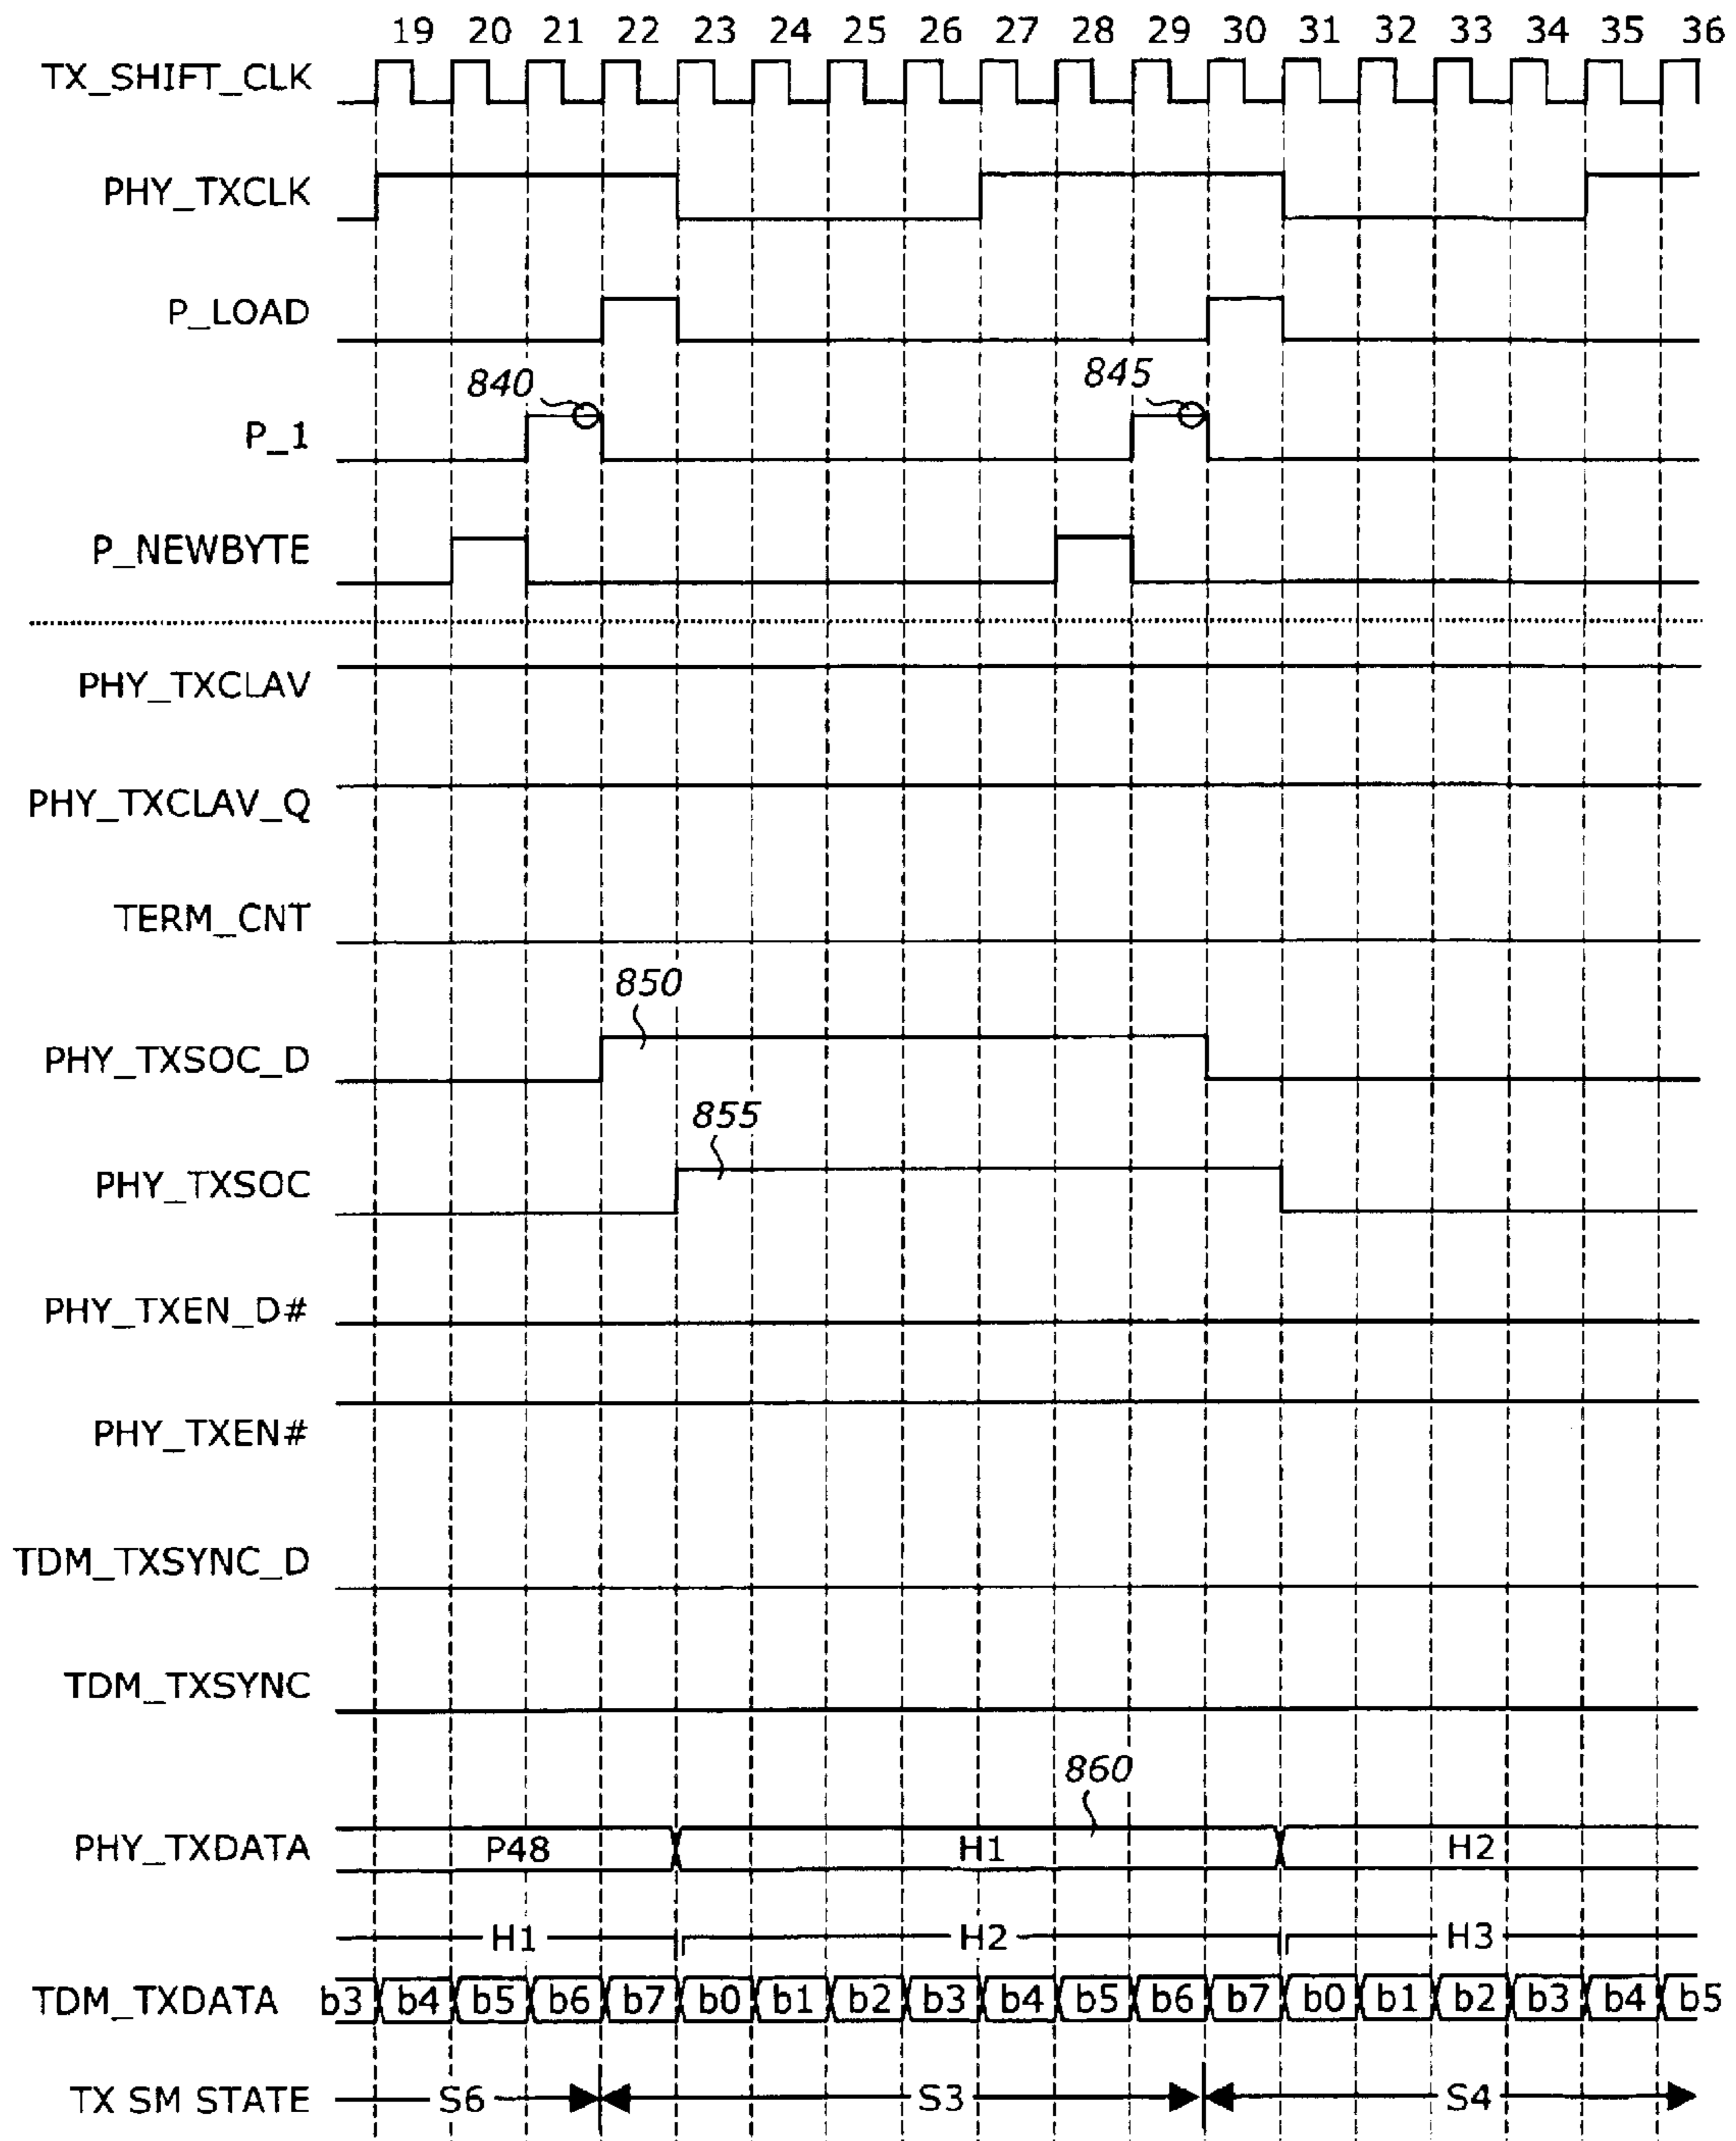 19 20 21 22 23 24 25 26 27 28 29 30 31 32 33 34 35 36
TX_SHIFT_CLK
PHY_TXCLK
P_LOAD
840 845
P_1
P_NEWBYTE
PHY_TXCLAV
PHY_TXCLAV_Q
TERM_CNT
850
PHY_TXSOC_D
855
PHY_TXSOC
PHY_TXEN_D#
PHY_TXEN#
TDM_TXSYNC_D
TDM_TXSYNC
860
PHY_TXDATA P48 H1 H2
H1 H2 H3
TDM_TXDATA b3 b4 b5 b6 b7 b0 b1 b2 b3 b4 b5 b6 b7 b0 b1 b2 b3 b4 b5
TX SM STATE S6 S3 S4